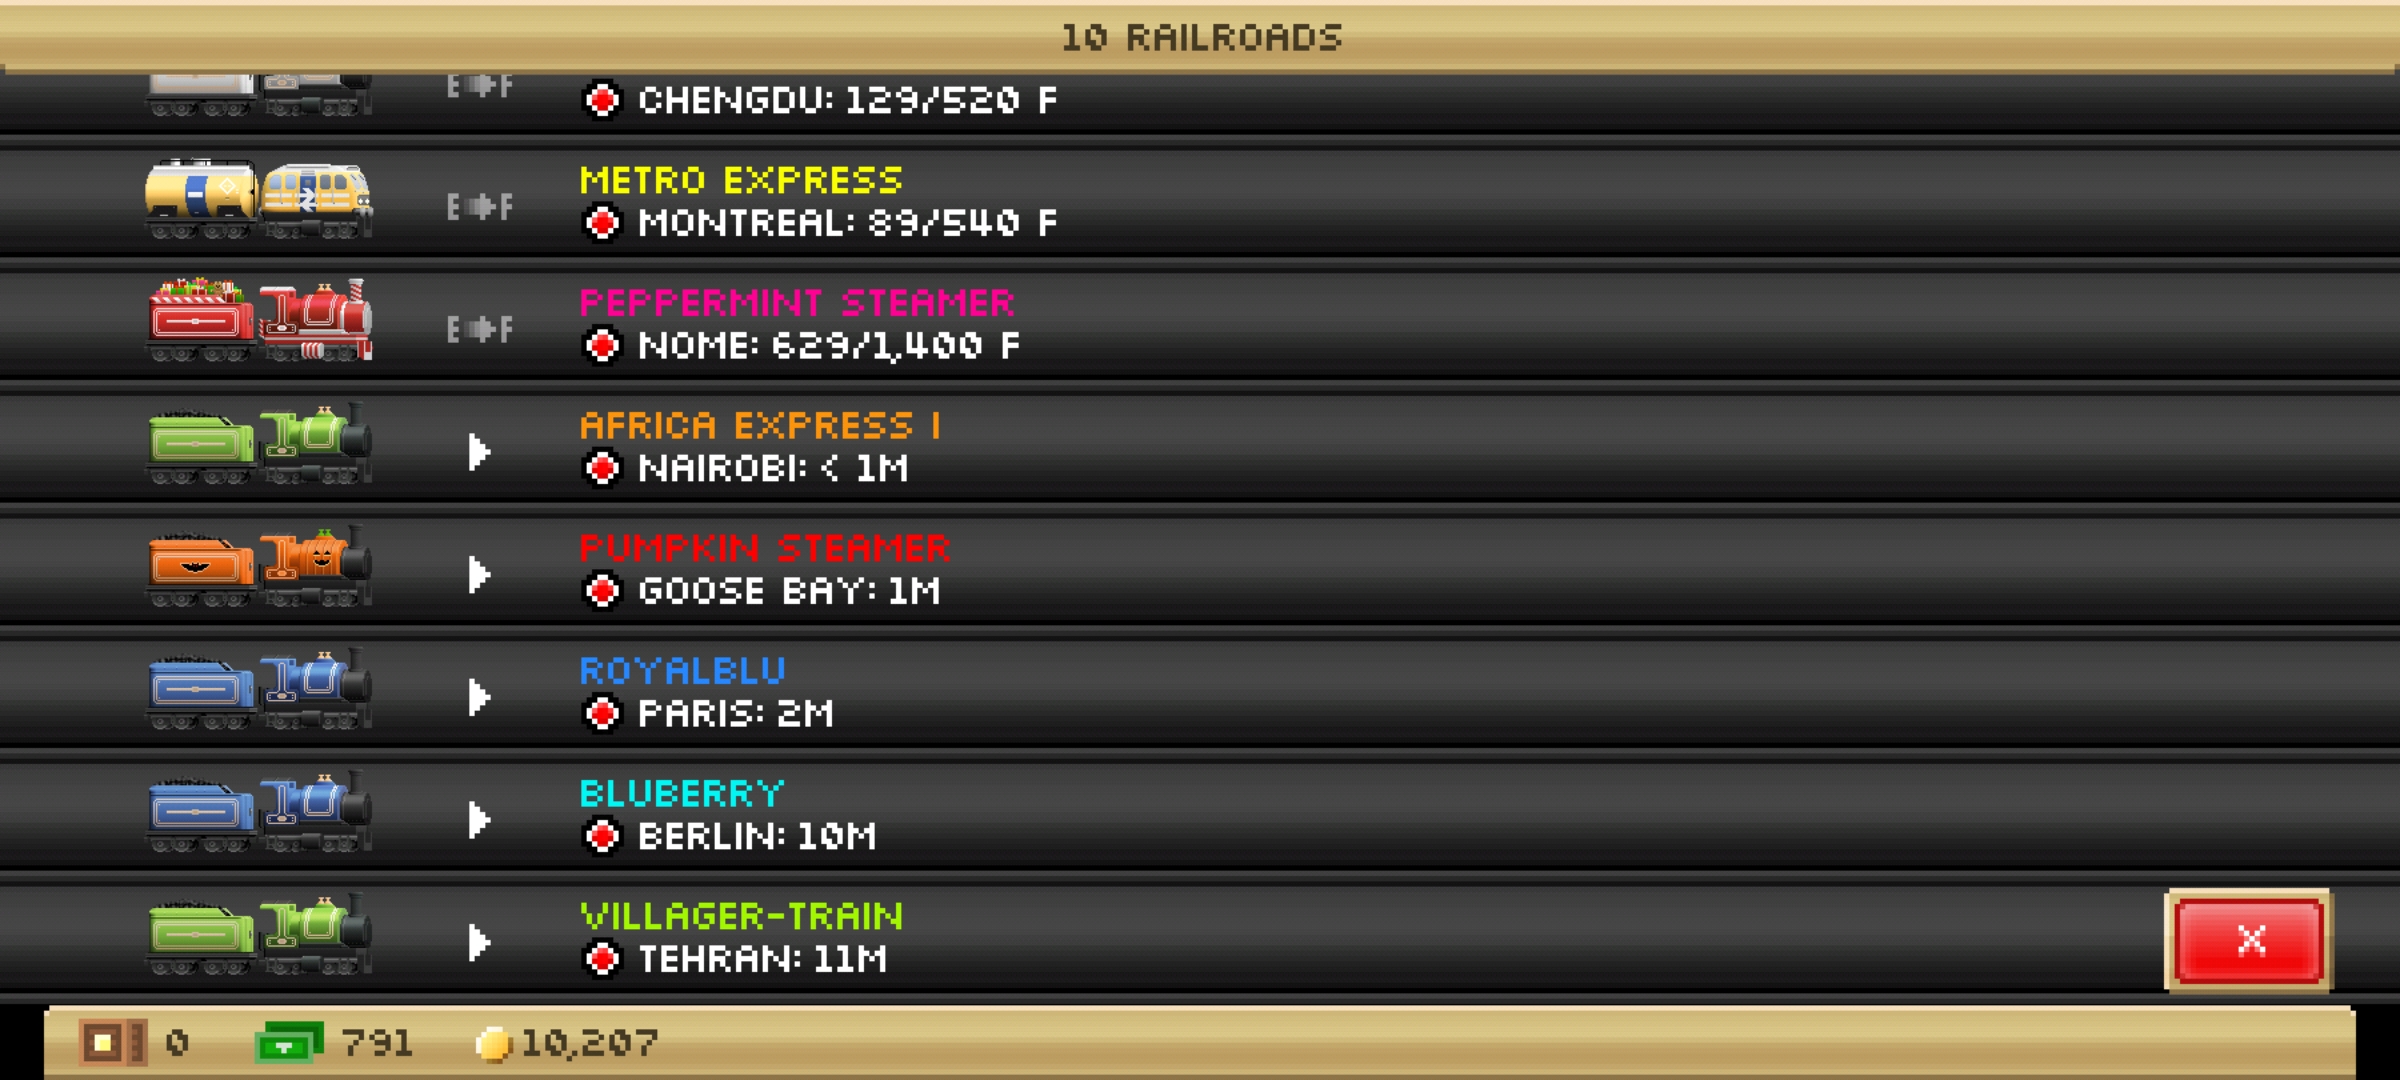 10 RAILROADS
E F
CHENGDU: 129/520 F
METRO EXPRESS
E F
MONTREAL: 89/540 F
PEPPERMINT STEAMER
E F
NOME: 629/1,400 F
AFRICA EXPRESS I
NAIROBI: < 1M
PUMPKIN STEAMER
GOOSE BAY: 1M
ROYALBLU
PARIS: 2M
BLUBERRY
BERLIN: 10M
VILLAGER-TRAIN
TEHRAN: 11M
X
0 791 10,207